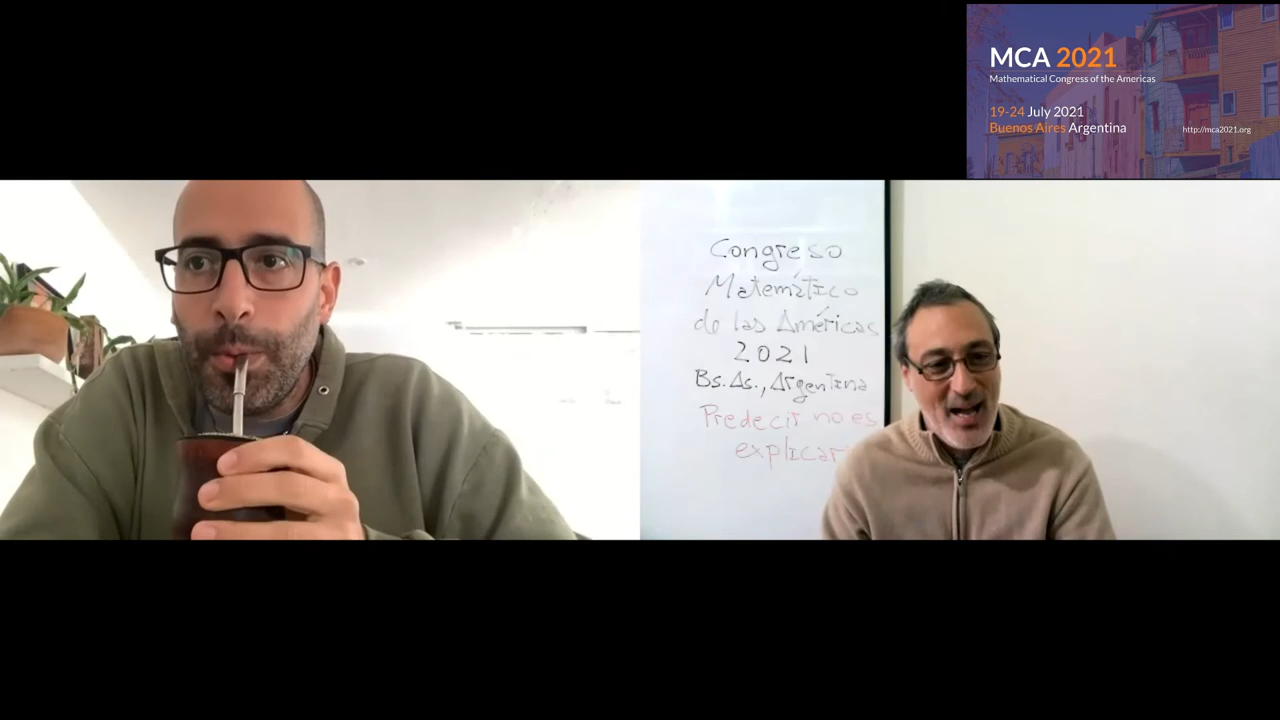 MCA 2021
Mathematical Congress of the Americas
19-24 July 2021
Buenos Aires Argentina
http://mca2021.org
Congreso
Matemático
de las Américas
2021
Bs.As., Argentina
Predecir no es
explicar